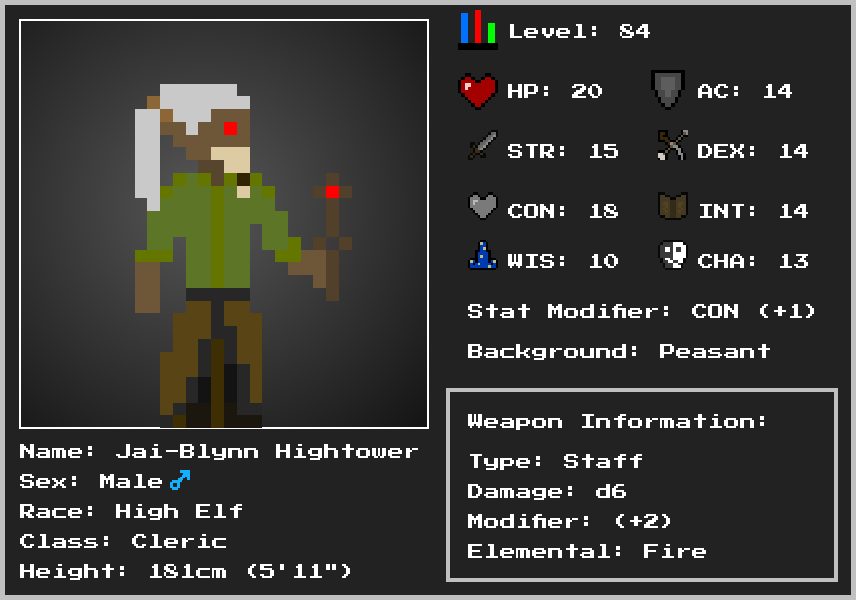 Level: 84
HP: 20 AC: 14
STR: 15 DEX: 14
CON: 18 INT: 14
WIS: 10 CHA: 13
Stat Modifier: CON (+1)
Background: Peasant
Weapon Information:
Type: Staff
Damage: d6
Modifier: (+2)
Elemental: Fire
Name: Jai-Blynn Hightower
Sex: Male♂
Race: High Elf
Class: Cleric
Height: 181cm (5'11")